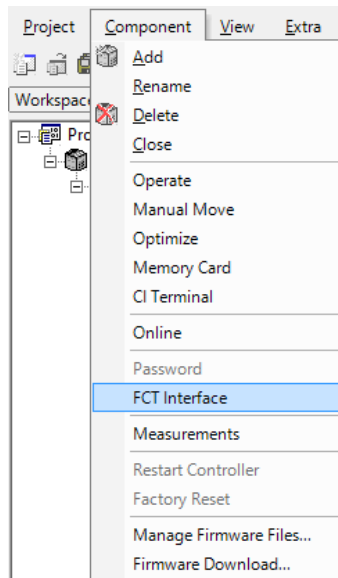 Project Component View Extra
Add
Workspac
Rename
Pro
Delete
Close
Operate
Manual Move
Optimize
Memory Card
CI Terminal
Online
Password
FCT Interface
Measurements
Restart Controller
Factory Reset
Manage Firmware Files...
Firmware Download...